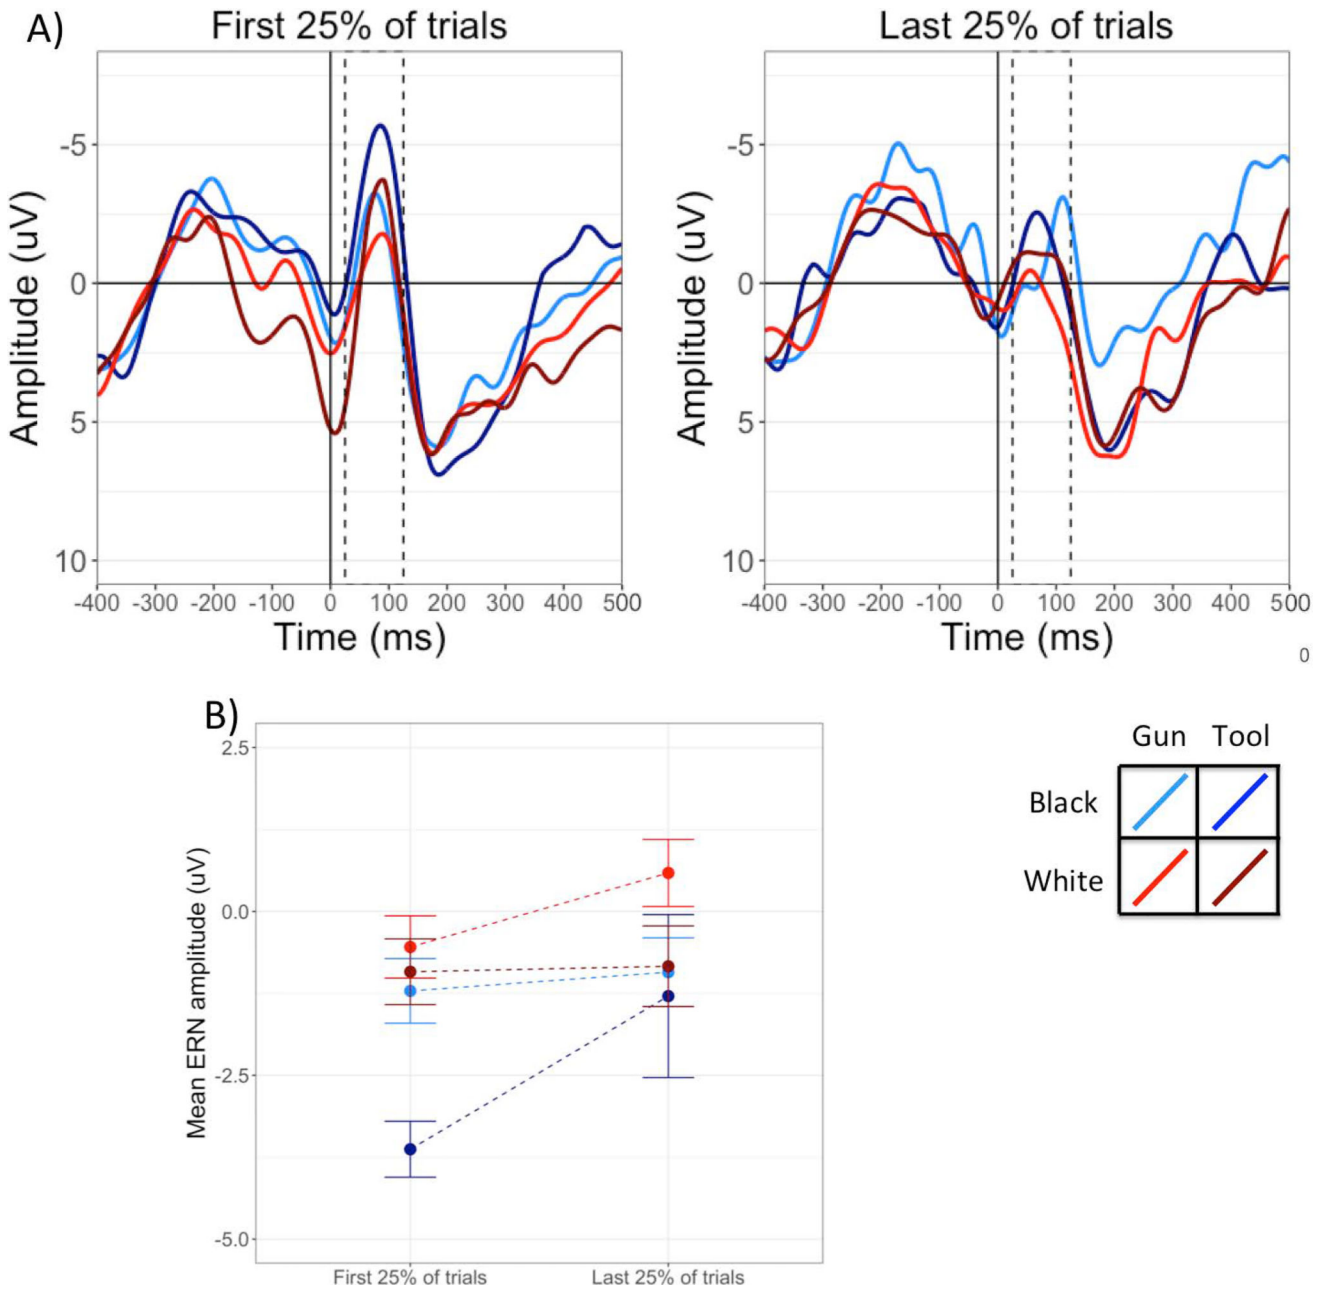 A)
First 25% of trials
Last 25% of trials
Amplitude (uV)
-5
0
5
10
-400 -300 -200 -100 0 100 200 300 400 500
Time (ms)
Amplitude (uV)
-5
0
5
10
-400 -300 -200 -100 0 100 200 300 400 500
Time (ms)
0
B)
Mean ERN amplitude (uV)
2.5
0.0
-2.5
-5.0
First 25% of trials
Last 25% of trials
Gun Tool
Black
White